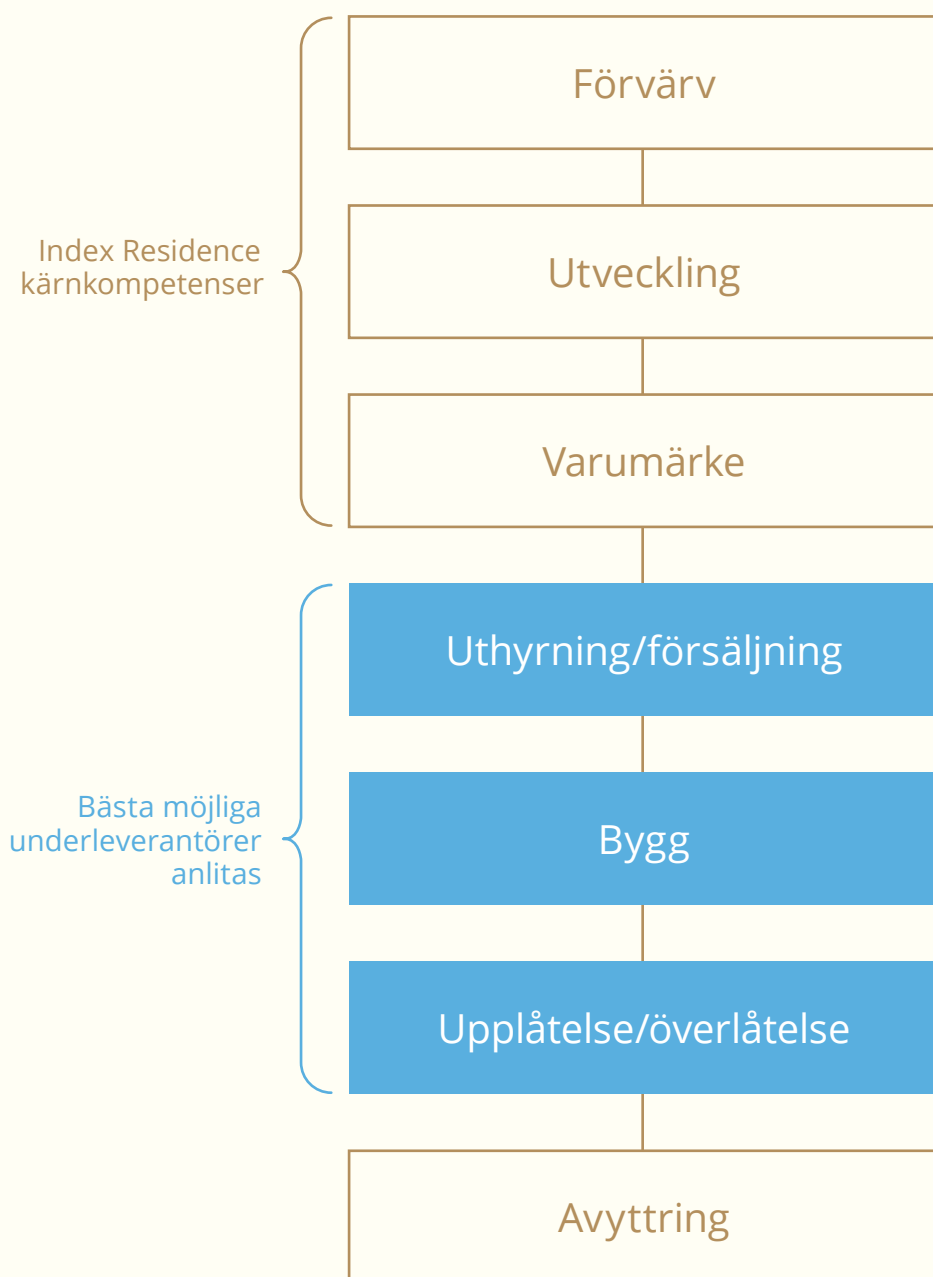 Förvärv
Index Residence
kärnkompetenser
Utveckling
Varumärke
Uthyrning/försäljning
Bästa möjliga
underleverantörer
anlitas
Bygg
Upplåtelse/överlåtelse
Avyttring